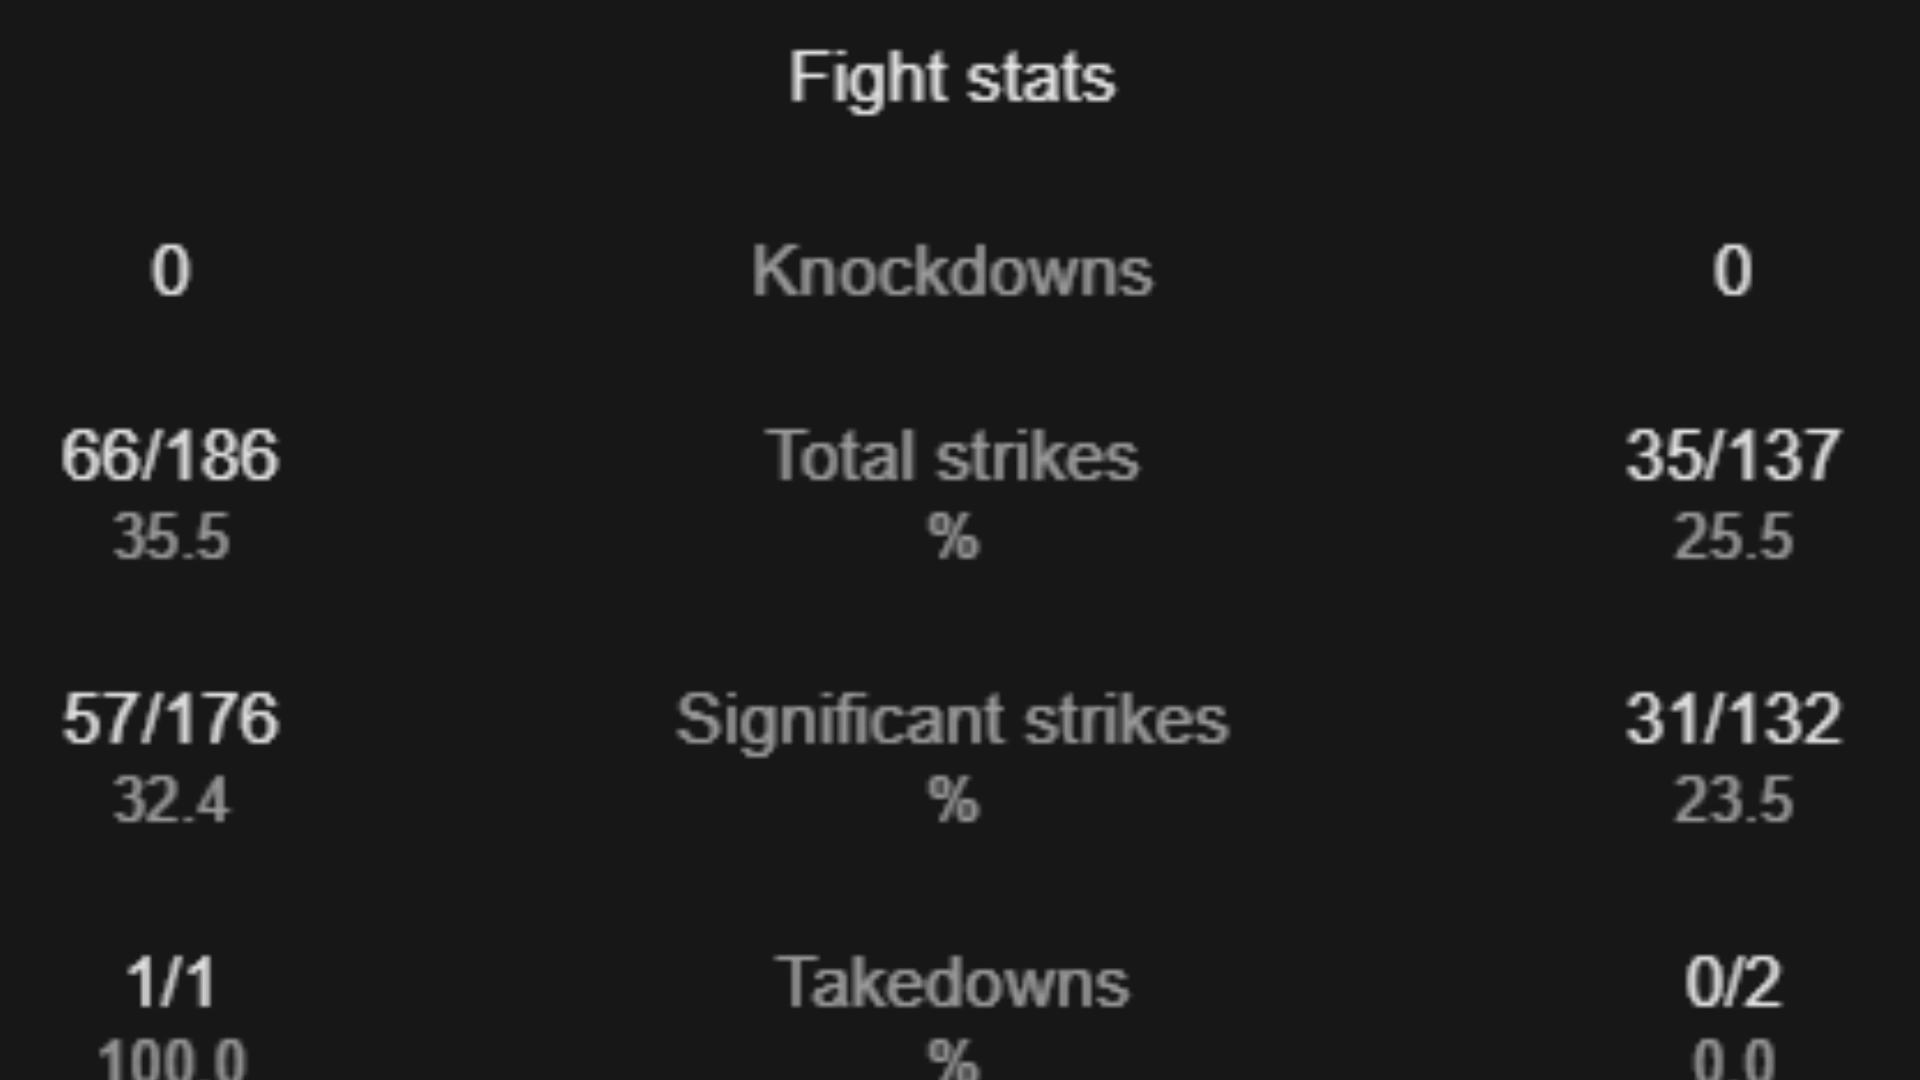 Fight stats
0 Knockdowns 0
66/186 Total strikes 35/137
35.5 % 25.5
57/176 Significant strikes 31/132
32.4 % 23.5
1/1 Takedowns 0/2
100.0 % 0.0